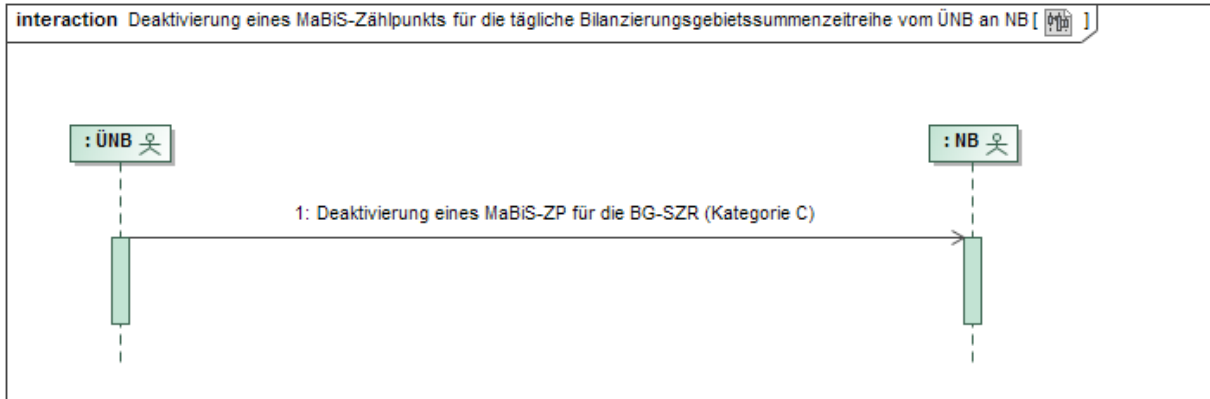 interaction Deaktivierung eines MaBiS-Zählpunkts für die tägliche Bilanzierungsgebietssummenzeitreihe vom ÜNB an NB [ ]
: ÜNB
: NB
1: Deaktivierung eines MaBiS-ZP für die BG-SZR (Kategorie C)